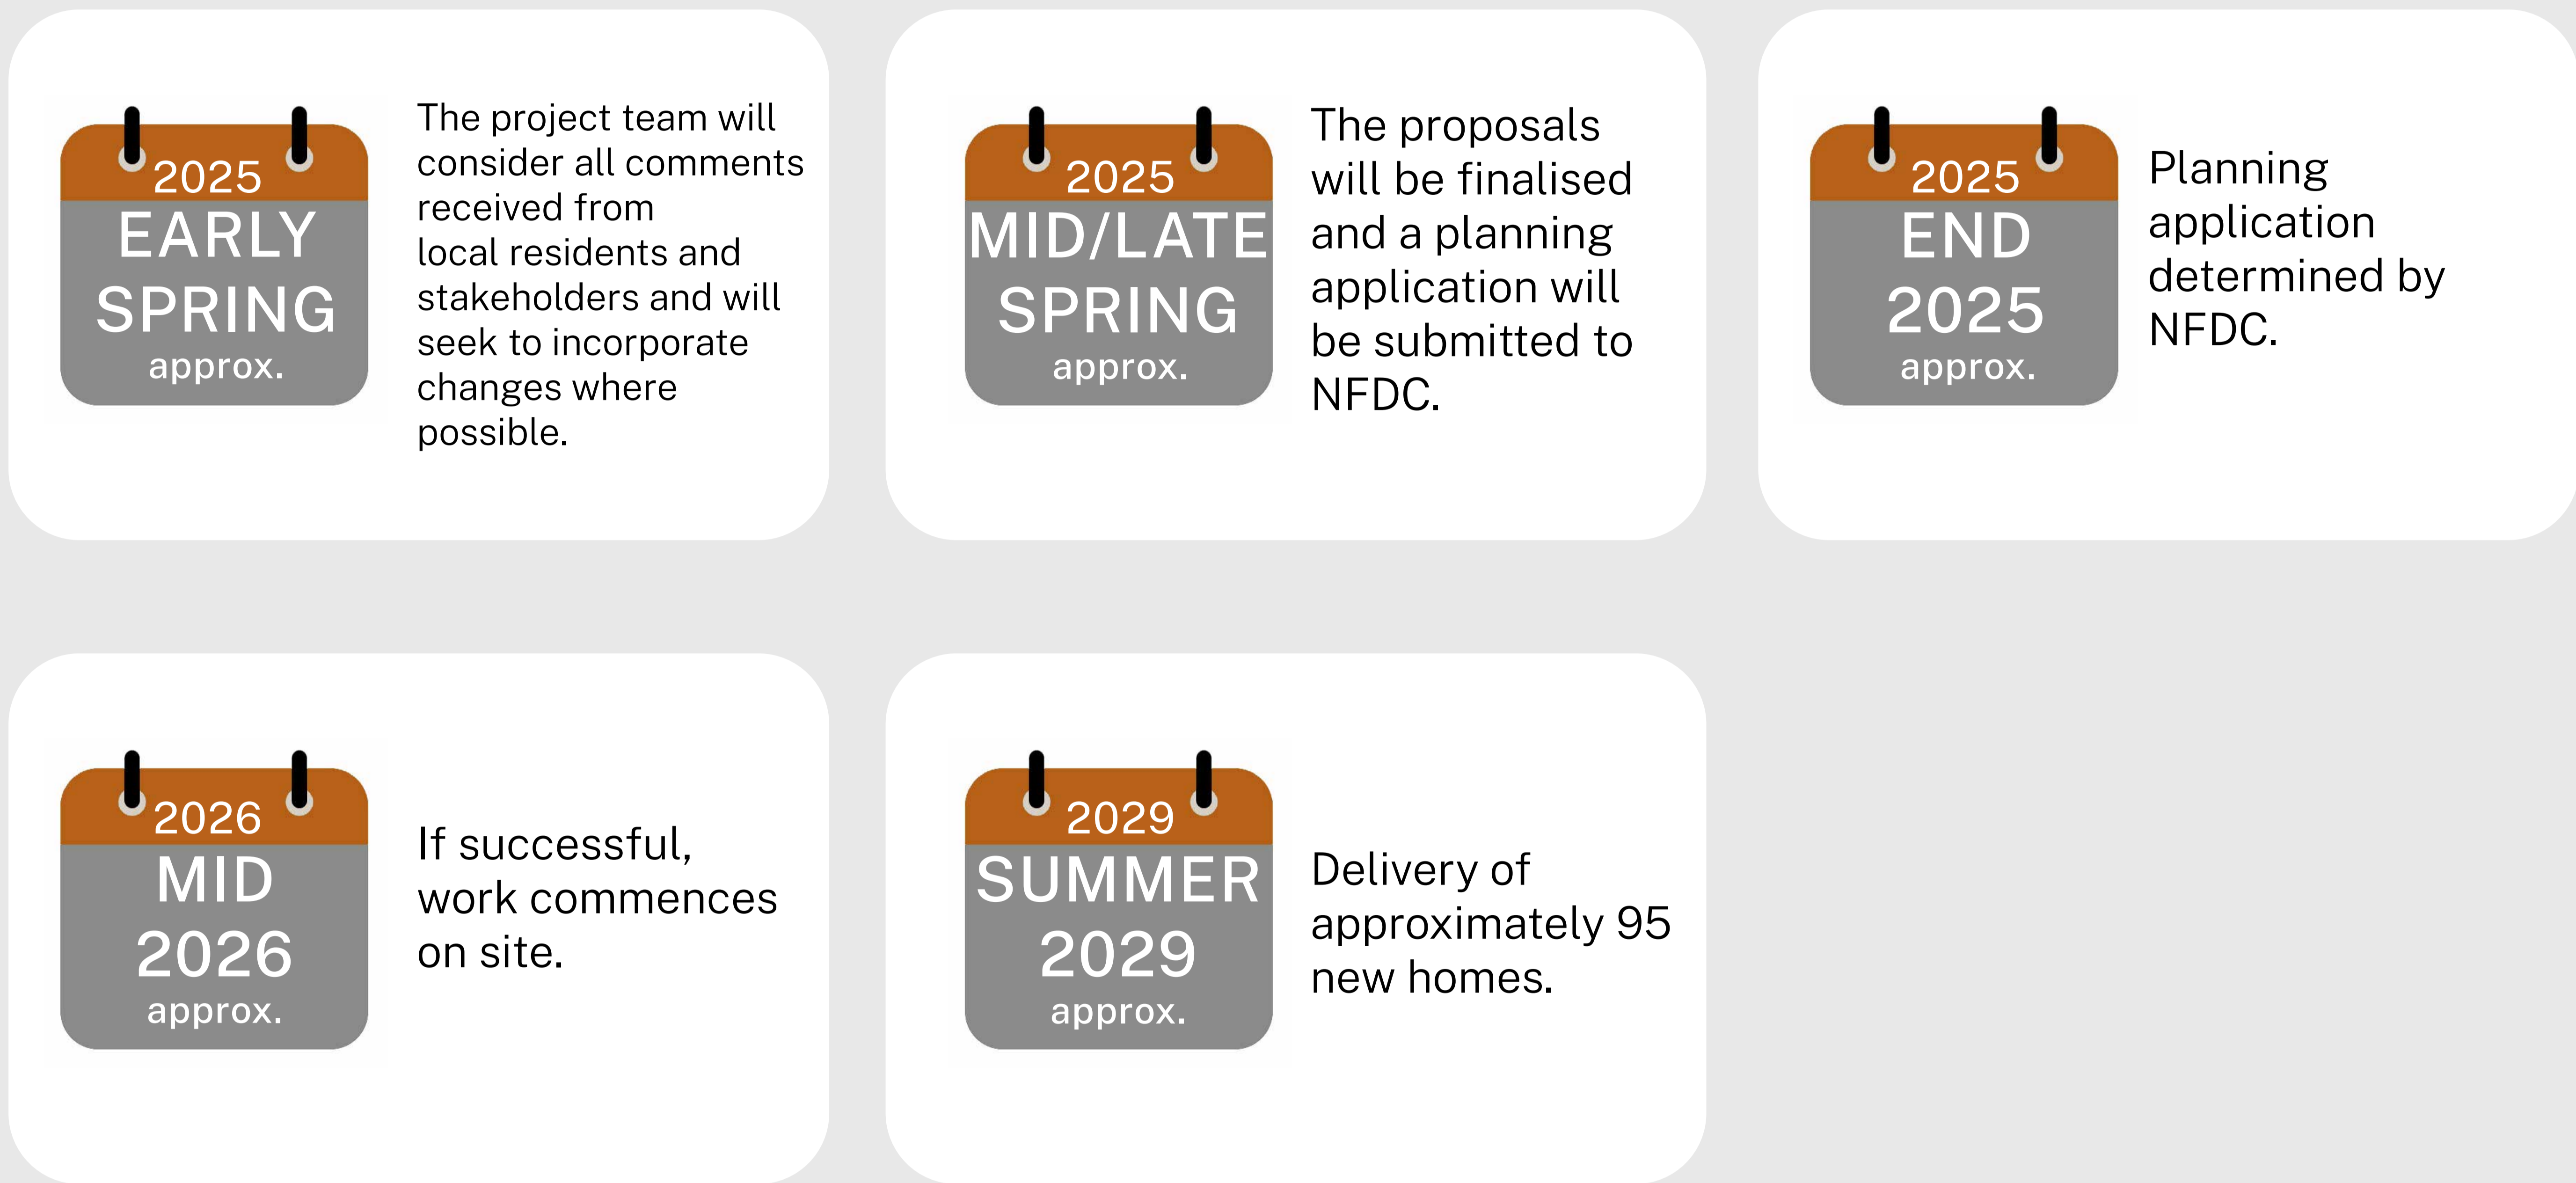 2025
EARLY
SPRING
approx.
The project team will
consider all comments
received from
local residents and
stakeholders and will
seek to incorporate
changes where
possible.
2025
MID/LATE
SPRING
approx.
The proposals
will be finalised
and a planning
application will
be submitted to
NFDC.
2025
END
2025
approx.
Planning
application
determined by
NFDC.
2026
MID
2026
approx.
If successful,
work commences
on site.
2029
SUMMER
2029
approx.
Delivery of
approximately 95
new homes.